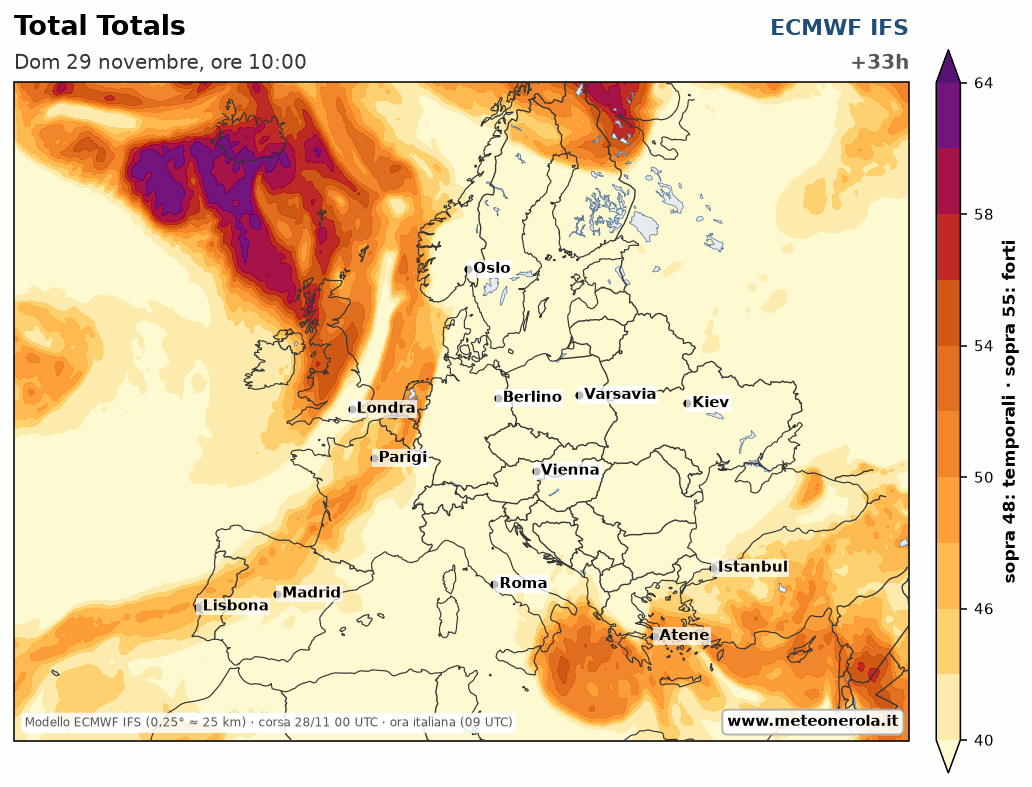 Total Totals
ECMWF IFS
Dom 29 novembre, ore 10:00
+33h
64
58
54
50
46
40
sopra 48: temporali · sopra 55: forti
Oslo
Berlino
Varsavia
Kiev
Londra
Parigi
Vienna
Istanbul
Roma
Madrid
Lisbona
Atene
Modello ECMWF IFS (0,25° ≈ 25 km) · corsa 28/11 00 UTC · ora italiana (09 UTC)
www.meteonerola.it